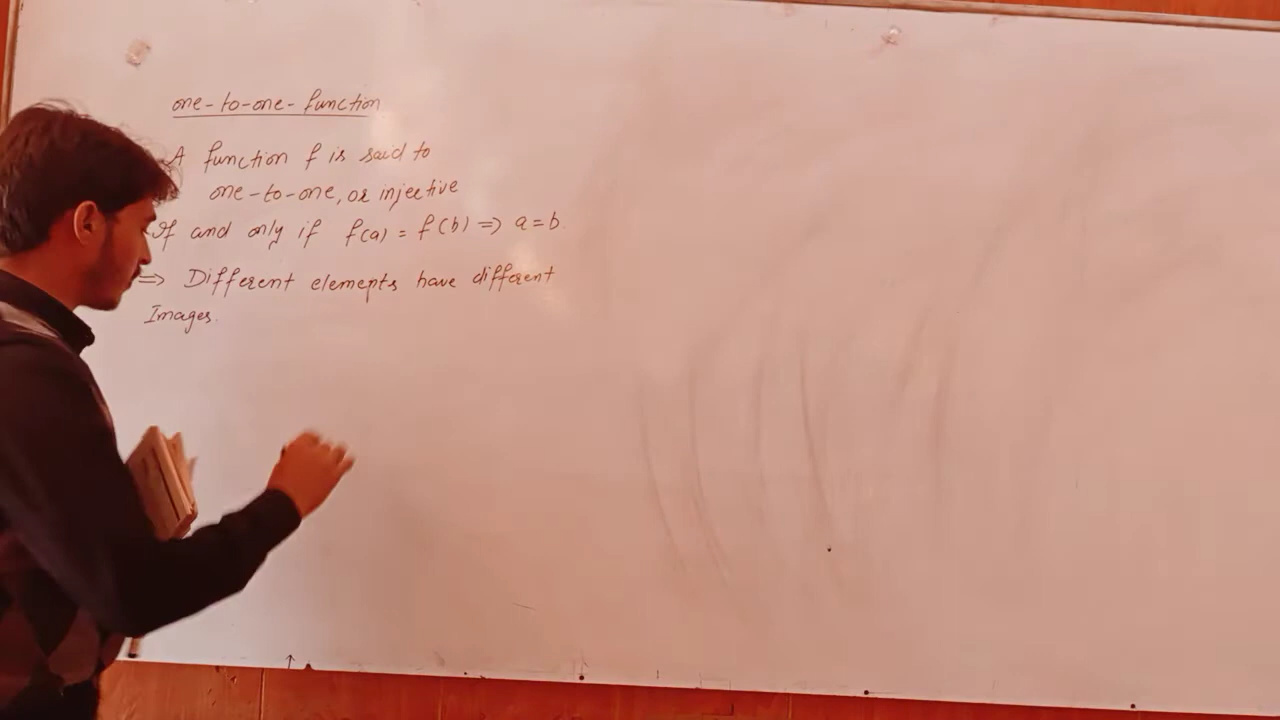 one-to-one-function
A function f is said to
one-to-one, or injective
If and only if f(a) = f(b) => a=b.
=> Different elements have different
Images.